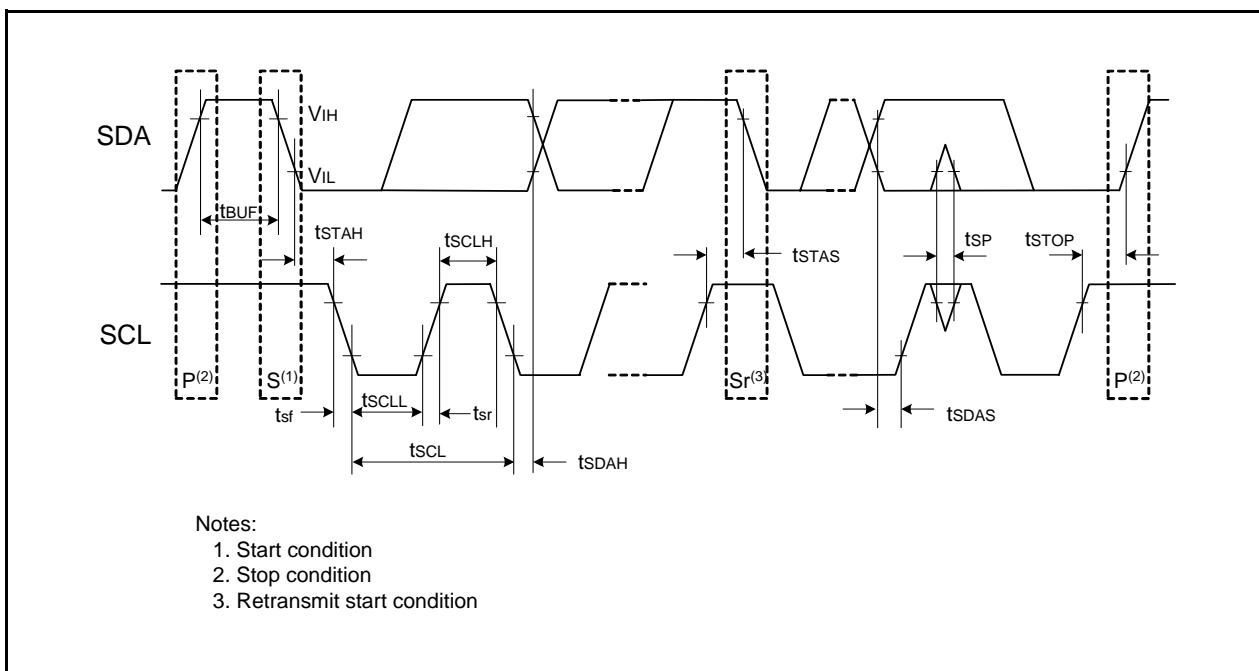 SDA
VIH
VIL
tBUF
tSTAH
tSCLH
tSTAS
tSP
tSTOP
SCL
P(2)
S(1)
Sr(3)
P(2)
tsf
tSCLL
tsr
tSDAS
tSCL
tSDAH
Notes:
1. Start condition
2. Stop condition
3. Retransmit start condition